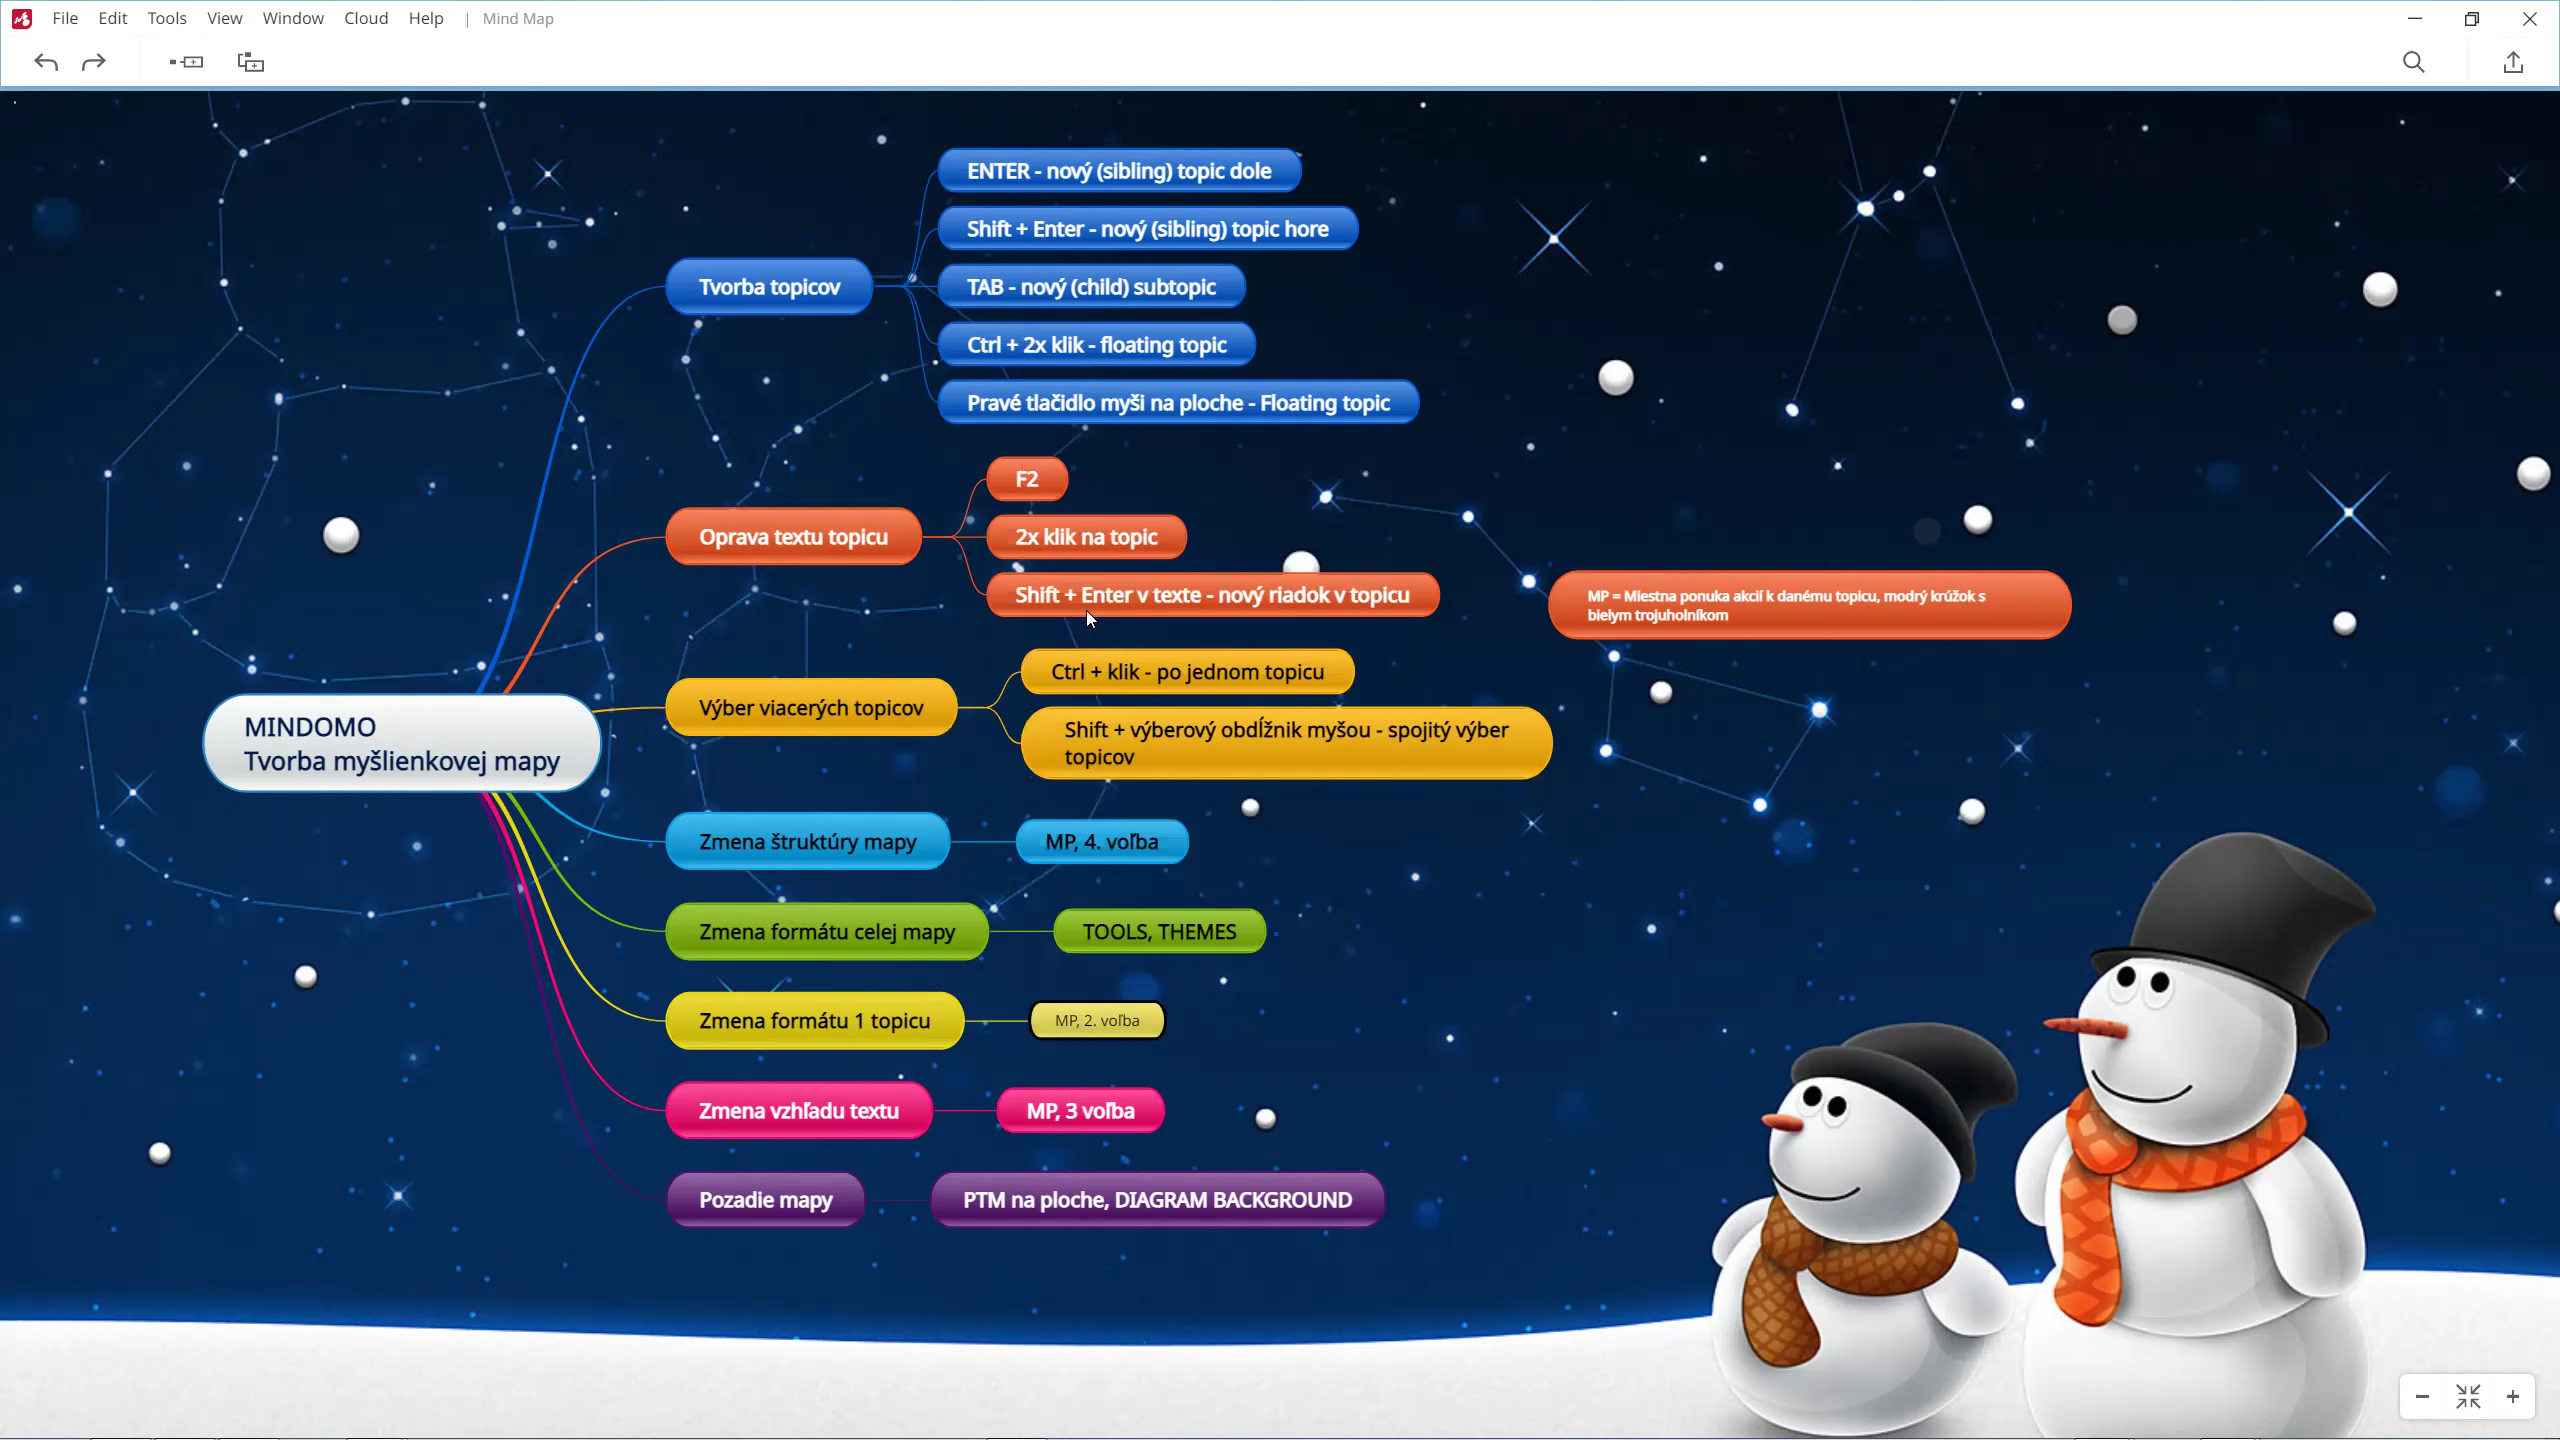 File Edit Tools View Window Cloud Help | Mind Map
ENTER - nový (sibling) topic dole
Shift + Enter - nový (sibling) topic hore
Tvorba topicov
TAB - nový (child) subtopic
Ctrl + 2x klik - floating topic
Pravé tlačidlo myši na ploche - Floating topic
F2
Oprava textu topicu
2x klik na topic
Shift + Enter v texte - nový riadok v topicu
MP = Miestna ponuka akcií k danému topicu, modrý krúžok s
bielym trojuholníkom
Ctrl + klik - po jednom topicu
Výber viacerých topicov
Shift + výberový obdĺžnik myšou - spojitý výber
topicov
MINDOMO
Tvorba myšlienkovej mapy
Zmena štruktúry mapy
MP, 4. voľba
Zmena formátu celej mapy
TOOLS, THEMES
Zmena formátu 1 topicu
MP, 2. voľba
Zmena vzhľadu textu
MP, 3 voľba
Pozadie mapy
PTM na ploche, DIAGRAM BACKGROUND